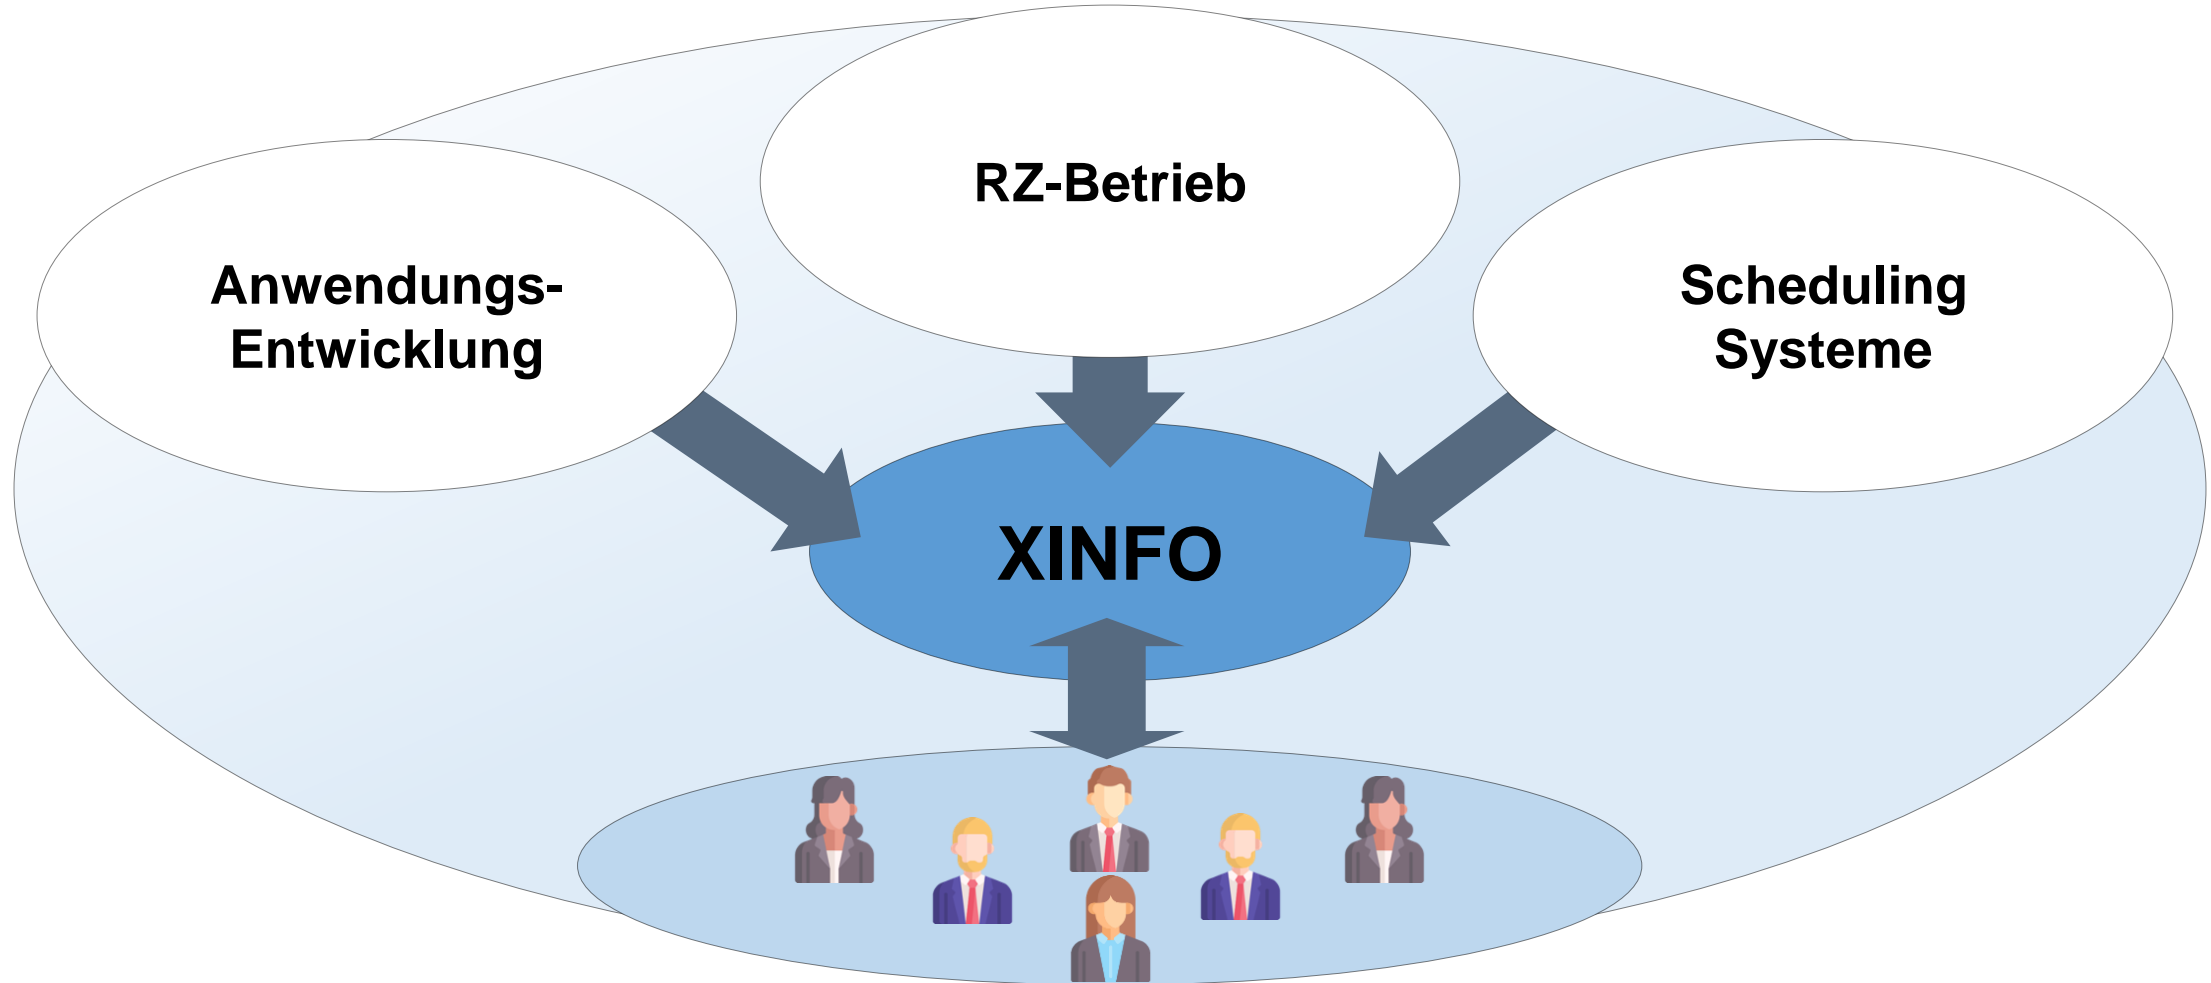 RZ-Betrieb
Anwendungs-
Entwicklung
Scheduling
Systeme
XINFO